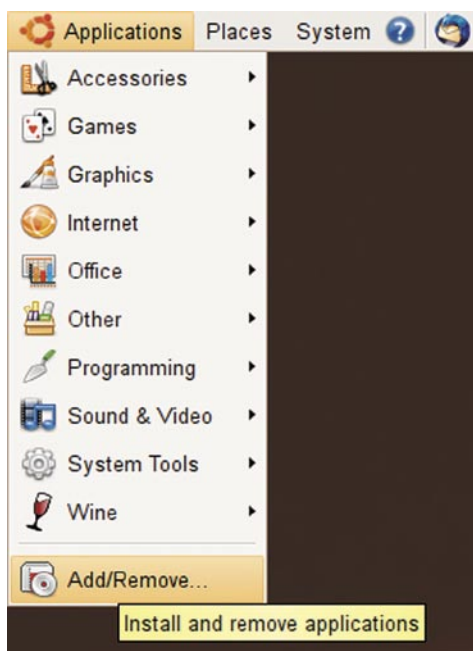 Applications Places System
Accessories
Games
Graphics
Internet
Office
Other
Programming
Sound & Video
System Tools
Wine
Add/Remove...
Install and remove applications